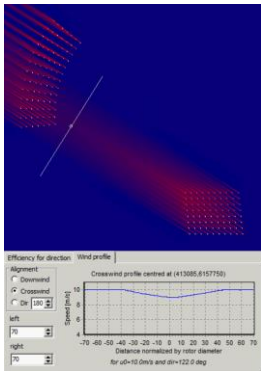 Efficiency for direction Wind profile
Alignment
Downwind
Crosswind
Dir 180
left
70
right
70
Crosswind profile centred at (413085,6157758)
Speed [m/s]
10
8
6
4
-70 -60 -50 -40 -30 -20 -10 0 10 20 30 40 50 60 70
Distance normalized by rotor diameter
for u0=10.0m/s and dir=122.0 deg